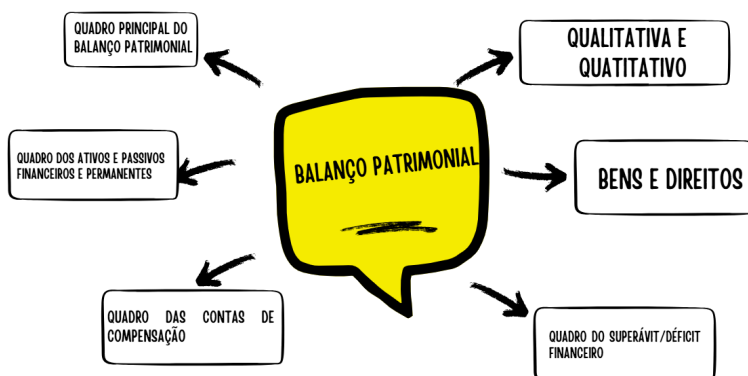 QUADRO PRINCIPAL DO
BALANÇO PATRIMONIAL
QUALITATIVA E
QUATITATIVO
QUADRO DOS ATIVOS E PASSIVOS
FINANCEIROS E PERMANENTES
BALANÇO PATRIMONIAL
BENS E DIREITOS
QUADRO DAS CONTAS DE
COMPENSAÇÃO
QUADRO DO SUPERÁVIT/DÉFICIT
FINANCEIRO